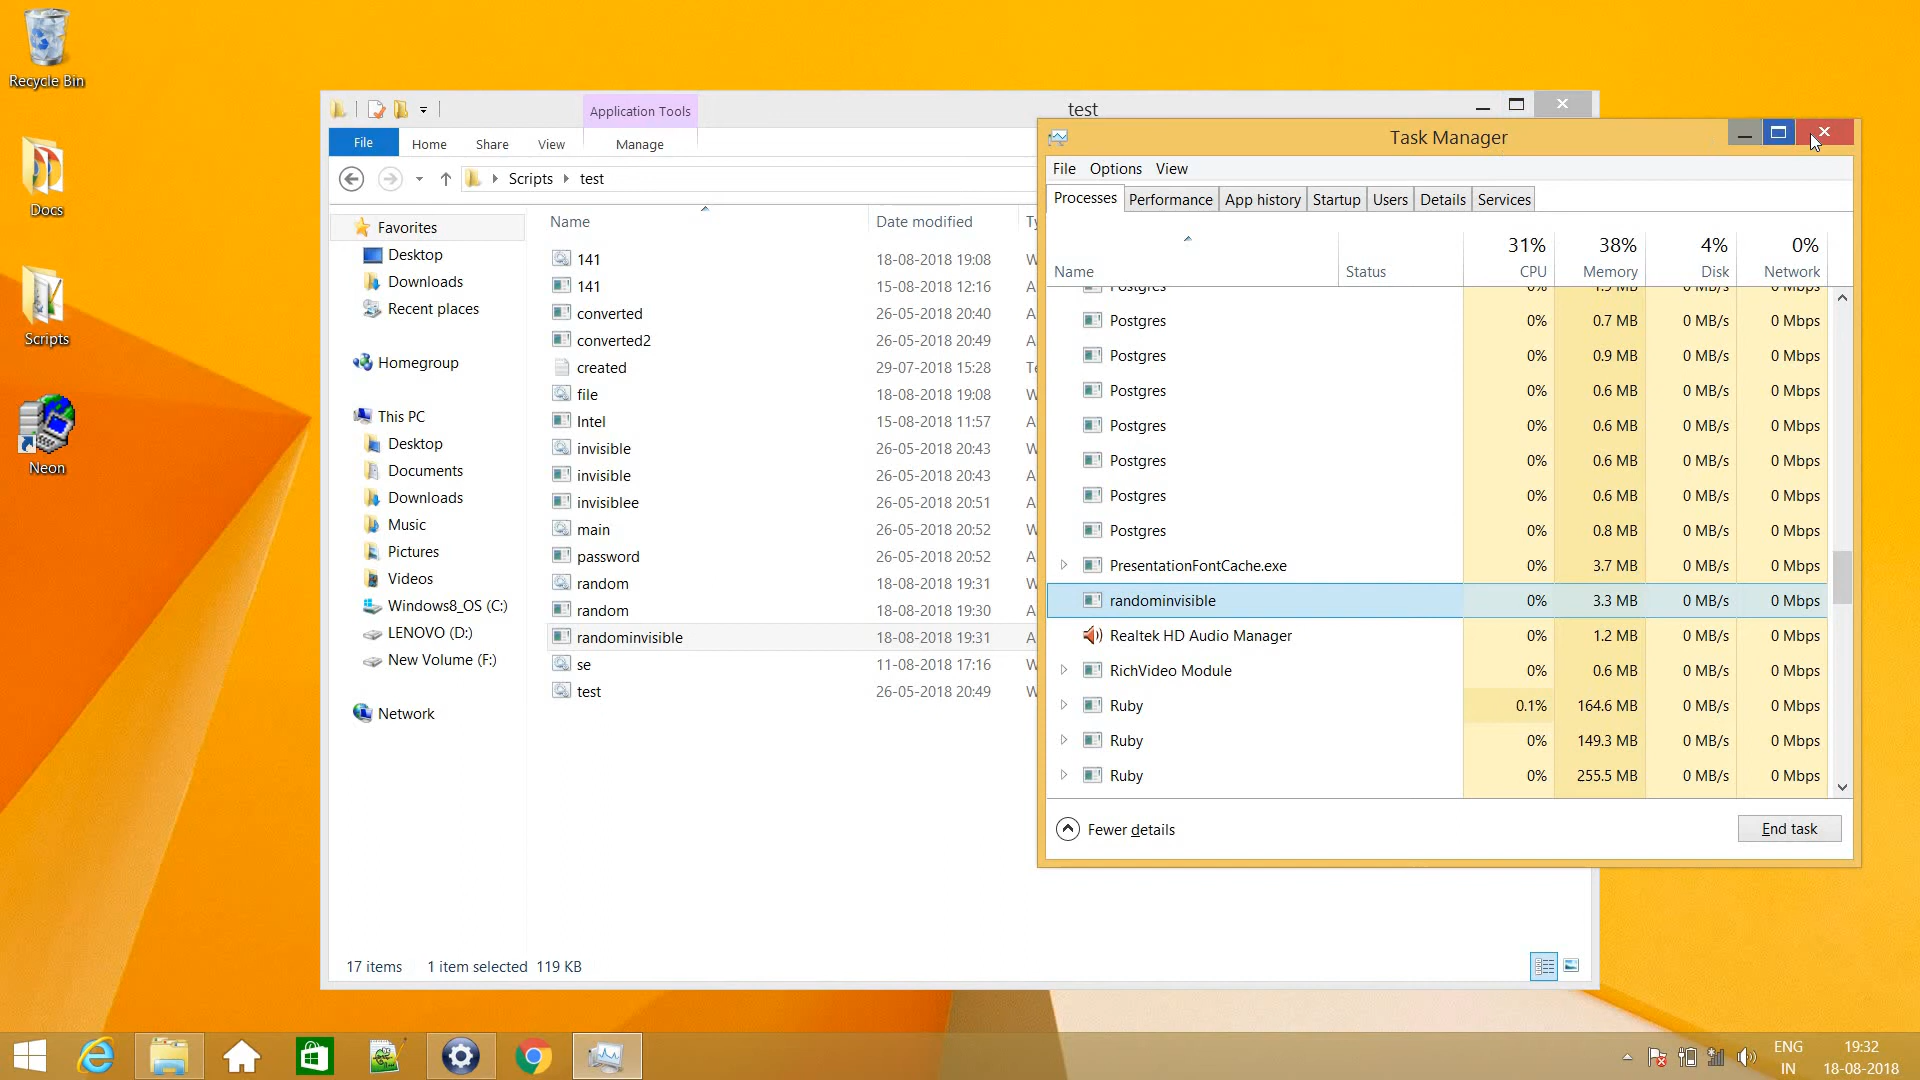 Recycle Bin
Docs
Scripts
Neon
Application Tools
test
File
Home
Share
View
Manage
Scripts
test
Name
Date modified
Favorites
Desktop
Downloads
Recent places
Homegroup
This PC
Desktop
Documents
Downloads
Music
Pictures
Videos
Windows8_OS (C:)
LENOVO (D:)
New Volume (F:)
Network
141 18-08-2018 19:08 W
141 15-08-2018 12:16 A
converted 26-05-2018 20:40 A
converted2 26-05-2018 20:49 A
created 29-07-2018 15:28 Te
file 18-08-2018 19:08 W
Intel 15-08-2018 11:57 A
invisible 26-05-2018 20:43 W
invisible 26-05-2018 20:43 A
invisiblee 26-05-2018 20:51 A
main 26-05-2018 20:52 W
password 26-05-2018 20:52 A
random 18-08-2018 19:31 W
random 18-08-2018 19:30 A
randominvisible 18-08-2018 19:31 A
se 11-08-2018 17:16 W
test 26-05-2018 20:49 W
17 items 1 item selected 119 KB
Task Manager
File Options View
Processes Performance App history Startup Users Details Services
31% 38% 4% 0%
Name Status CPU Memory Disk Network
Postgres 0% 1.9 MB 0 MB/s 0 Mbps
Postgres 0% 0.7 MB 0 MB/s 0 Mbps
Postgres 0% 0.9 MB 0 MB/s 0 Mbps
Postgres 0% 0.6 MB 0 MB/s 0 Mbps
Postgres 0% 0.6 MB 0 MB/s 0 Mbps
Postgres 0% 0.6 MB 0 MB/s 0 Mbps
Postgres 0% 0.6 MB 0 MB/s 0 Mbps
Postgres 0% 0.8 MB 0 MB/s 0 Mbps
PresentationFontCache.exe 0% 3.7 MB 0 MB/s 0 Mbps
randominvisible 0% 3.3 MB 0 MB/s 0 Mbps
Realtek HD Audio Manager 0% 1.2 MB 0 MB/s 0 Mbps
RichVideo Module 0% 0.6 MB 0 MB/s 0 Mbps
Ruby 0.1% 164.6 MB 0 MB/s 0 Mbps
Ruby 0% 149.3 MB 0 MB/s 0 Mbps
Ruby 0% 255.5 MB 0 MB/s 0 Mbps
Fewer details
End task
ENG
IN
19:32
18-08-2018